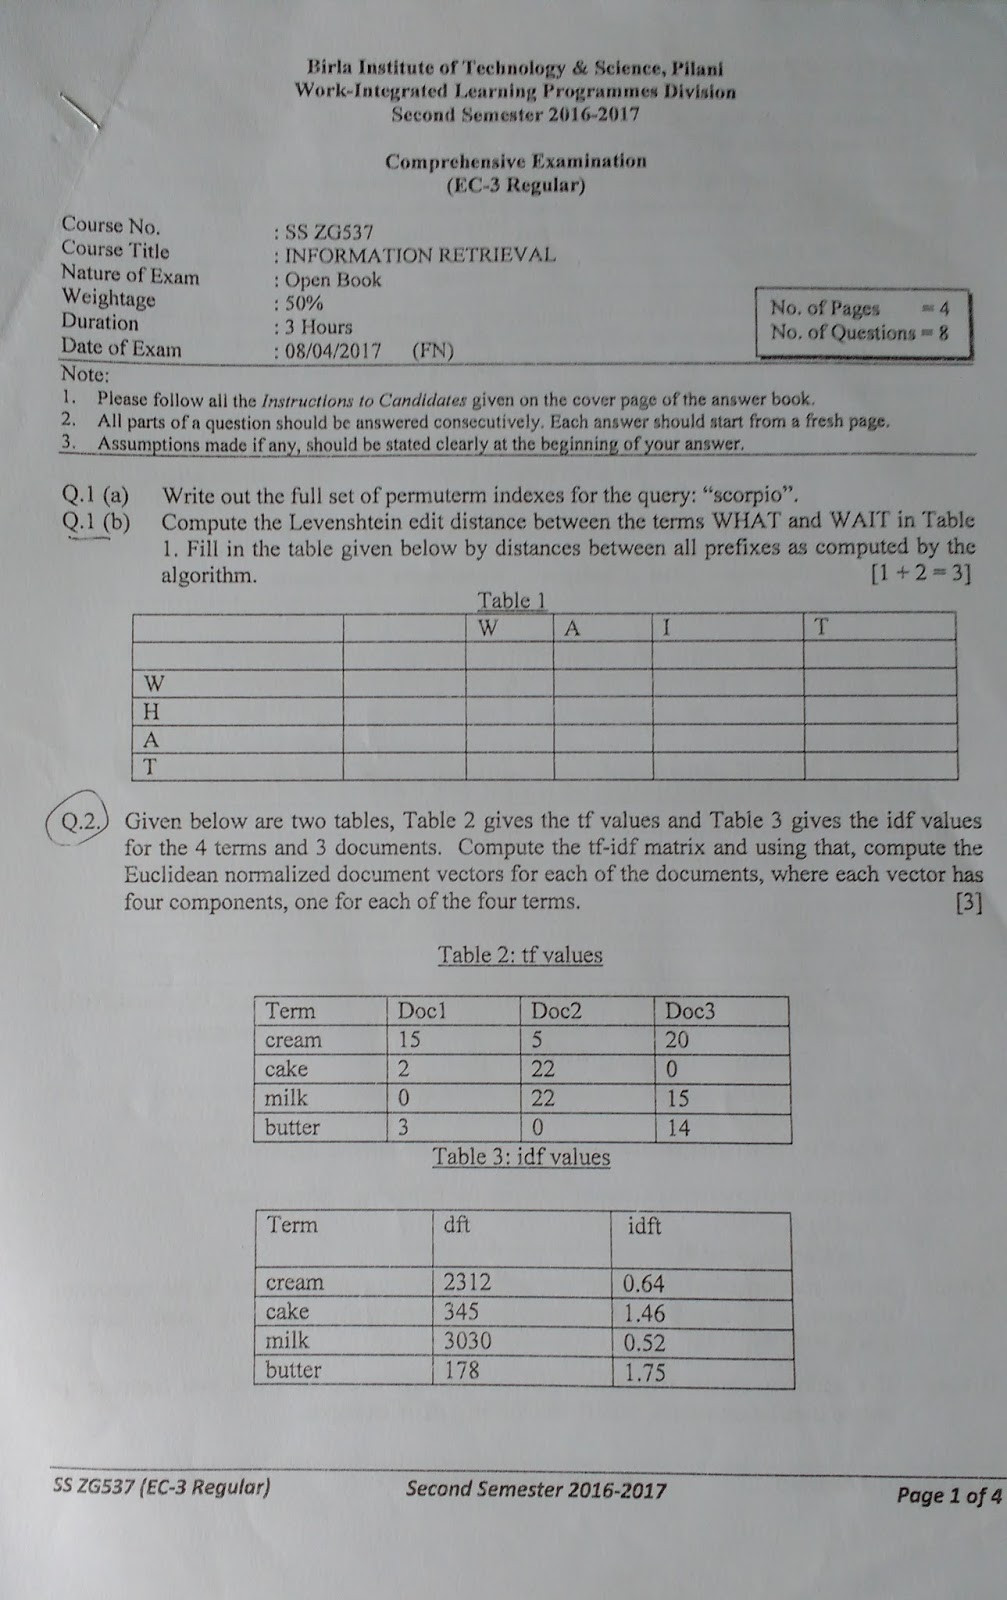 Birla Institute of Technology & Science, Pilani
Work-Integrated Learning Programmes Division
Second Semester 2016-2017
Comprehensive Examination
(EC-3 Regular)
Course No. : SS ZG537
Course Title : INFORMATION RETRIEVAL
Nature of Exam : Open Book
Weightage : 50%
Duration : 3 Hours
Date of Exam : 08/04/2017 (FN)
No. of Pages = 4
No. of Questions = 8
Note:
1. Please follow all the Instructions to Candidates given on the cover page of the answer book.
2. All parts of a question should be answered consecutively. Each answer should start from a fresh page.
3. Assumptions made if any, should be stated clearly at the beginning of your answer.
Q.1 (a) Write out the full set of permuterm indexes for the query: “scorpio”.
Q.1 (b) Compute the Levenshtein edit distance between the terms WHAT and WAIT in Table
1. Fill in the table given below by distances between all prefixes as computed by the
algorithm. [1 + 2 = 3]
Table 1
W A I T
W
H
A
T
Q.2. Given below are two tables, Table 2 gives the tf values and Table 3 gives the idf values
for the 4 terms and 3 documents. Compute the tf-idf matrix and using that, compute the
Euclidean normalized document vectors for each of the documents, where each vector has
four components, one for each of the four terms. [3]
Table 2: tf values
Term Doc1 Doc2 Doc3
cream 15 5 20
cake 2 22 0
milk 0 22 15
butter 3 0 14
Table 3: idf values
Term dft idft
cream 2312 0.64
cake 345 1.46
milk 3030 0.52
butter 178 1.75
SS ZG537 (EC-3 Regular) Second Semester 2016-2017 Page 1 of 4